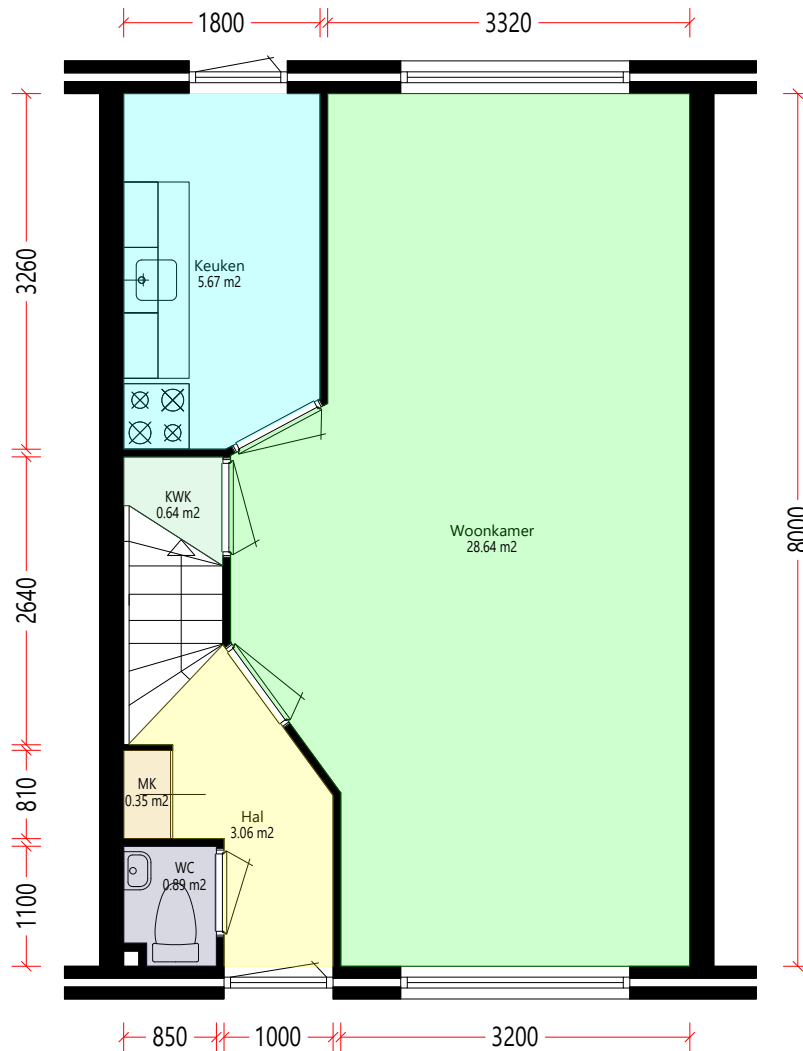 1800
3320
3260
Keuken
5.67 m2
KWK
0.64 m2
Woonkamer
28.64 m2
8000
2640
MK
0.35 m2
810
Hal
3.06 m2
WC
0.89 m2
1100
850
1000
3200